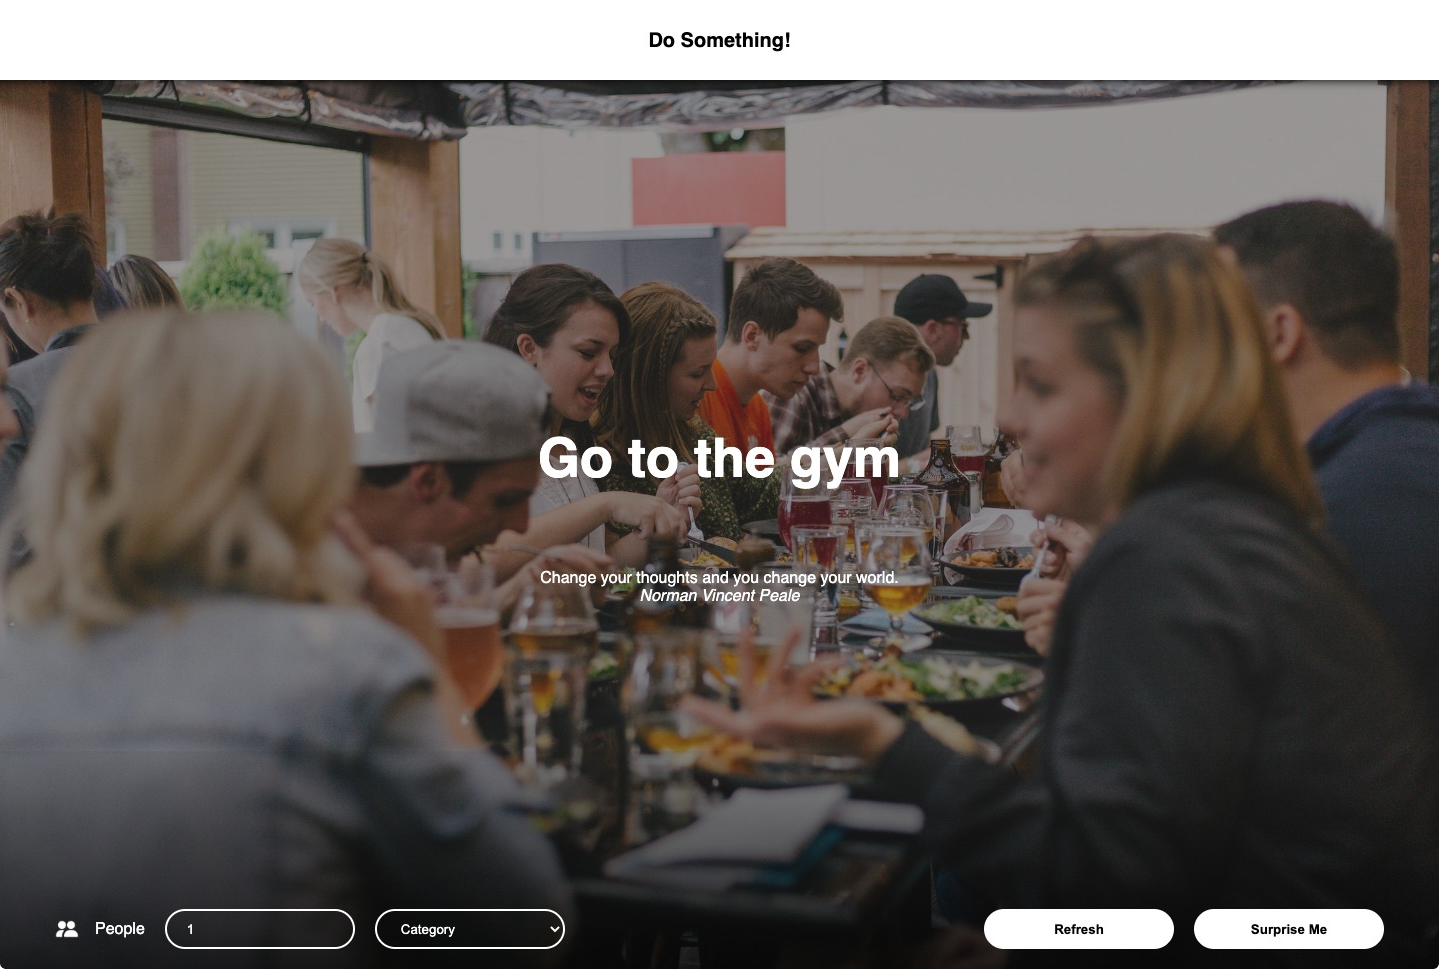 Do Something!
Go to the gym
Change your thoughts and you change your world.
Norman Vincent Peale
People
1
Category
Refresh
Surprise Me